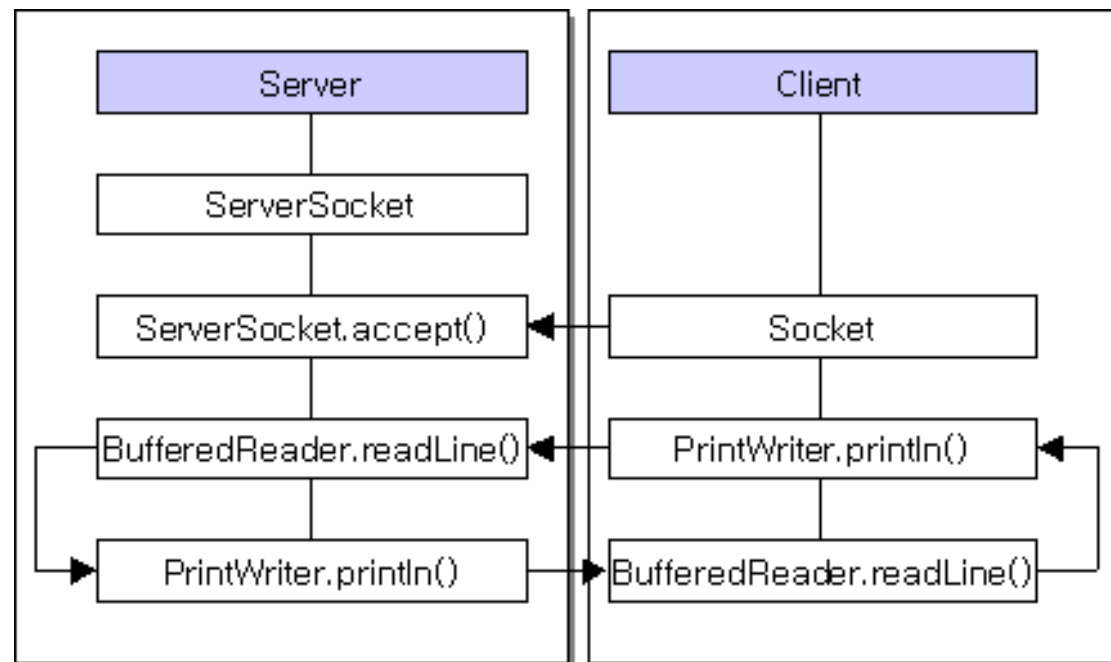 Server
ServerSocket
ServerSocket.accept()
BufferedReader.readLine()
PrintWriter.println()
Client
Socket
PrintWriter.println()
BufferedReader.readLine()